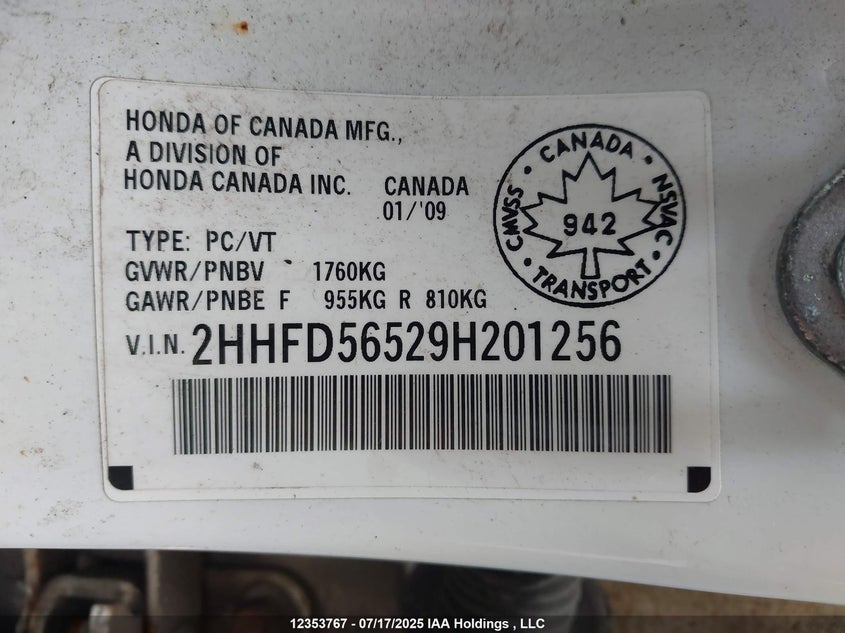 HONDA OF CANADA MFG.,
A DIVISION OF
HONDA CANADA INC. CANADA
01/'09
TYPE: PC/VT
GVWR/PNBV 1760KG
GAWR/PNBE F 955KG R 810KG
V.I.N. 2HHFD56529H201256
CANADA
CMVSS
NSVAC
942
TRANSPORT
12353767 - 07/17/2025 IAA Holdings , LLC